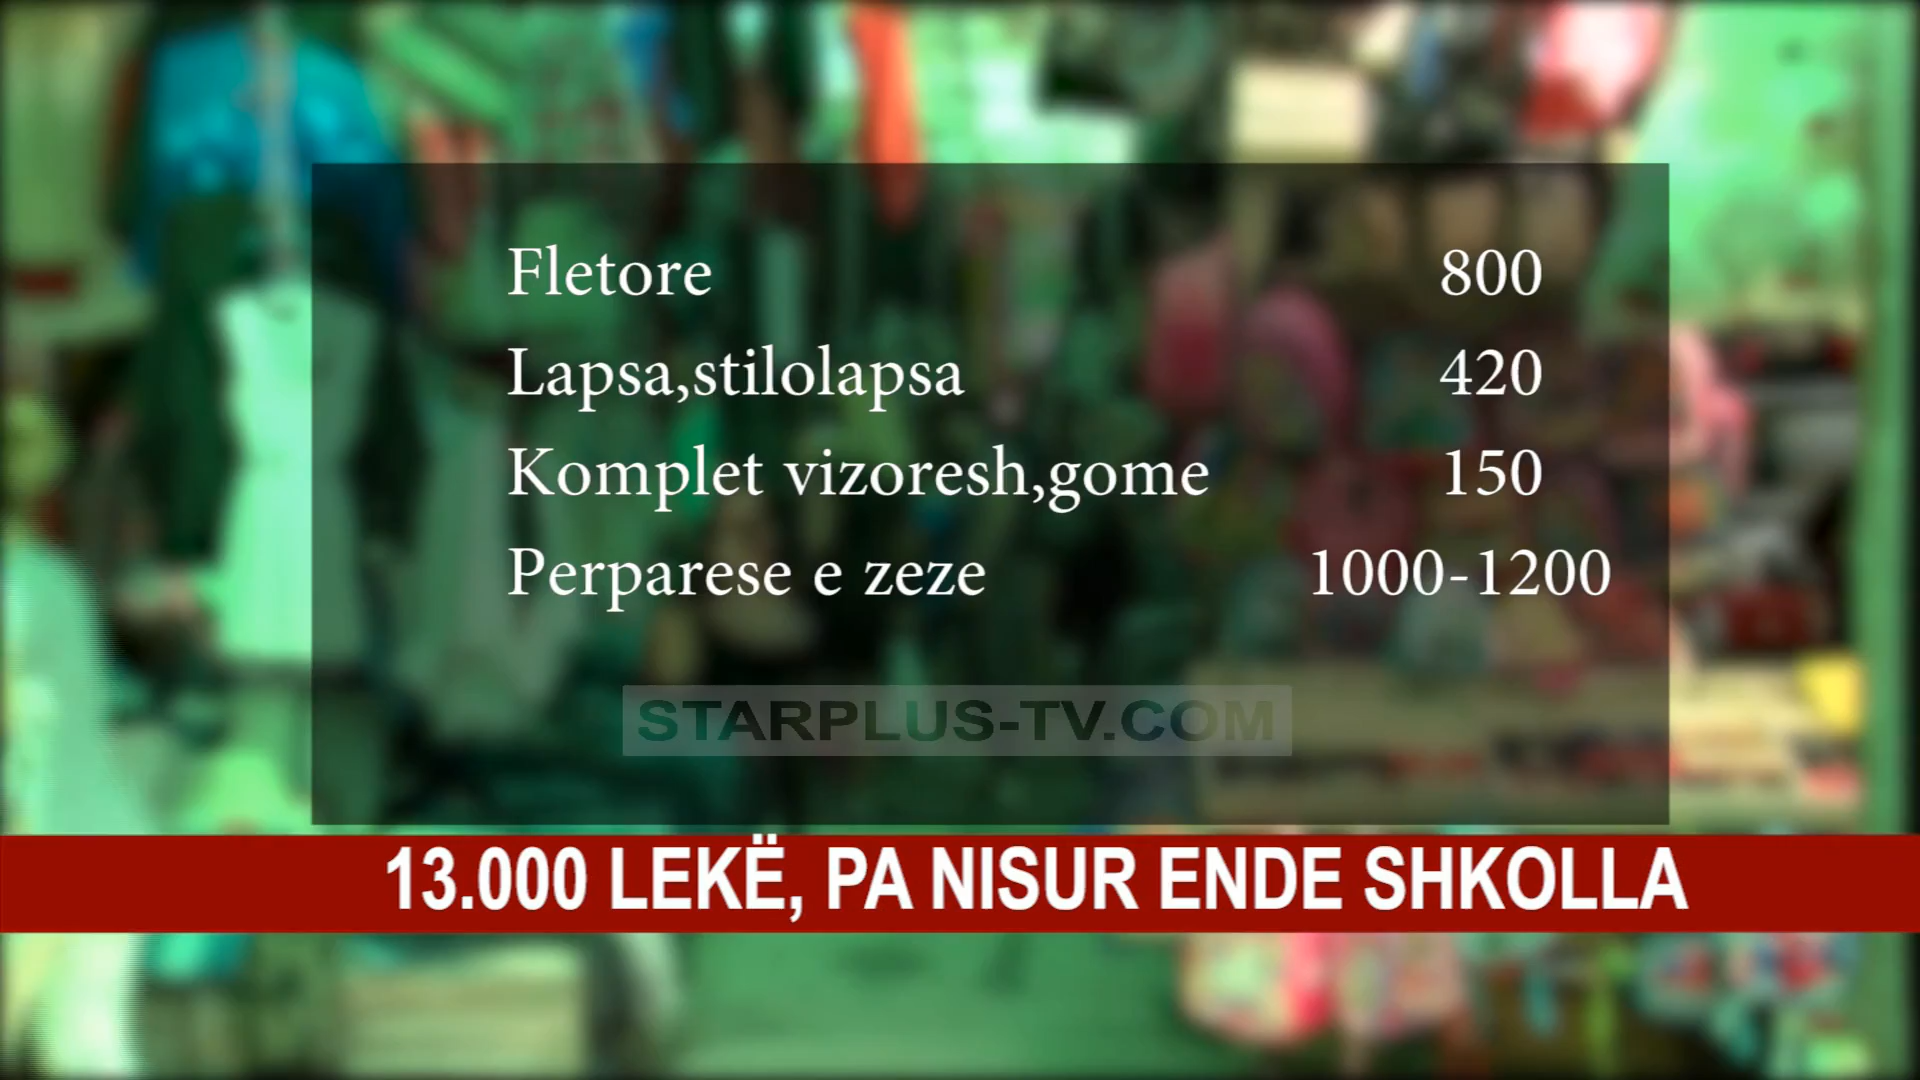 Fletore 800
Lapsa,stilolapsa 420
Komplet vizoresh,gome 150
Perparese e zeze 1000-1200
STARPLUS-TV.COM
13.000 LEKË, PA NISUR ENDE SHKOLLA